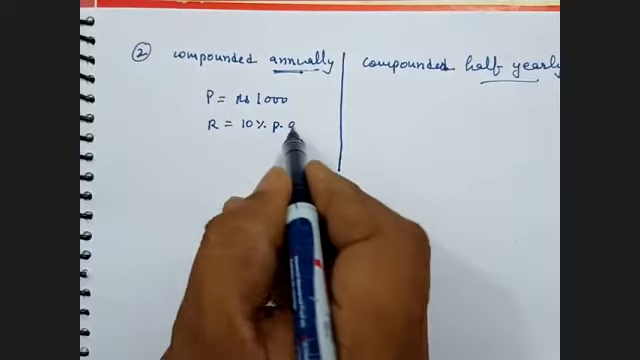 ② compounded annually
P = Rs 1000
R = 10% p. a
compounded half yearly